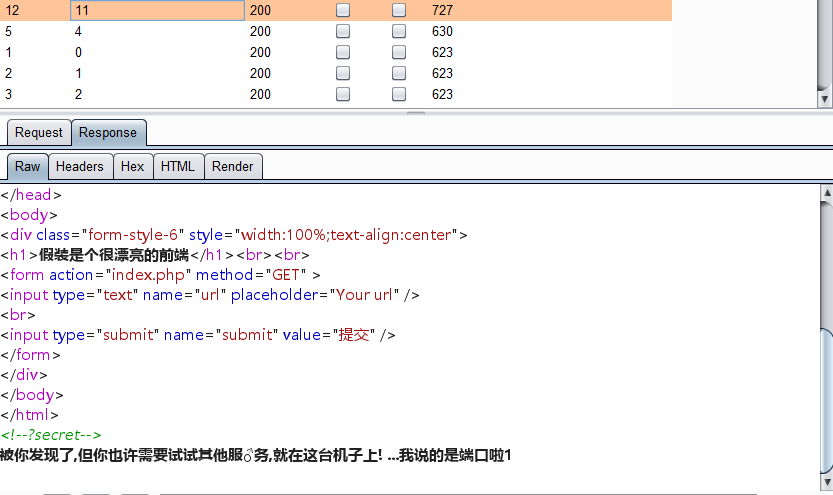 12 11 200 727
5 4 200 630
1 0 200 623
2 1 200 623
3 2 200 623
Request Response
Raw Headers Hex HTML Render
</head>
<body>
<div class="form-style-6" style="width:100%;text-align:center">
<h1>假装是个很漂亮的前端</h1><br><br>
<form action="index.php" method="GET" >
<input type="text" name="url" placeholder="Your url" />
<br>
<input type="submit" name="submit" value="提交" />
</form>
</div>
</body>
</html>
<!--?secret-->
被你发现了,但你也许需要试试其他服♂务,就在这台机子上! ...我说的是端口啦1